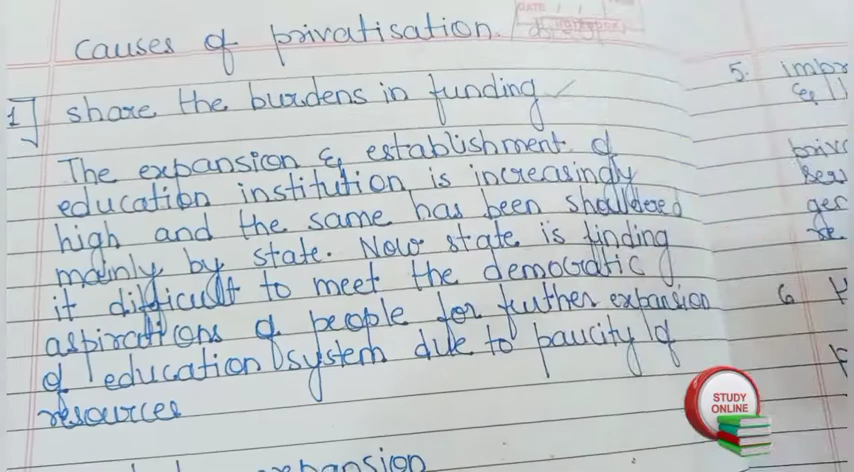 DATE / /
causes of privatisation.
1] share the burdens in funding
The expansion & establishment of
education institution is increasingly
high and the same has been shouldered
mainly by state. Now state is finding
it difficult to meet the democratic
aspirations of people for further expansion
of education system due to paucity of
resources
expansion
5.
6
STUDY
ONLINE